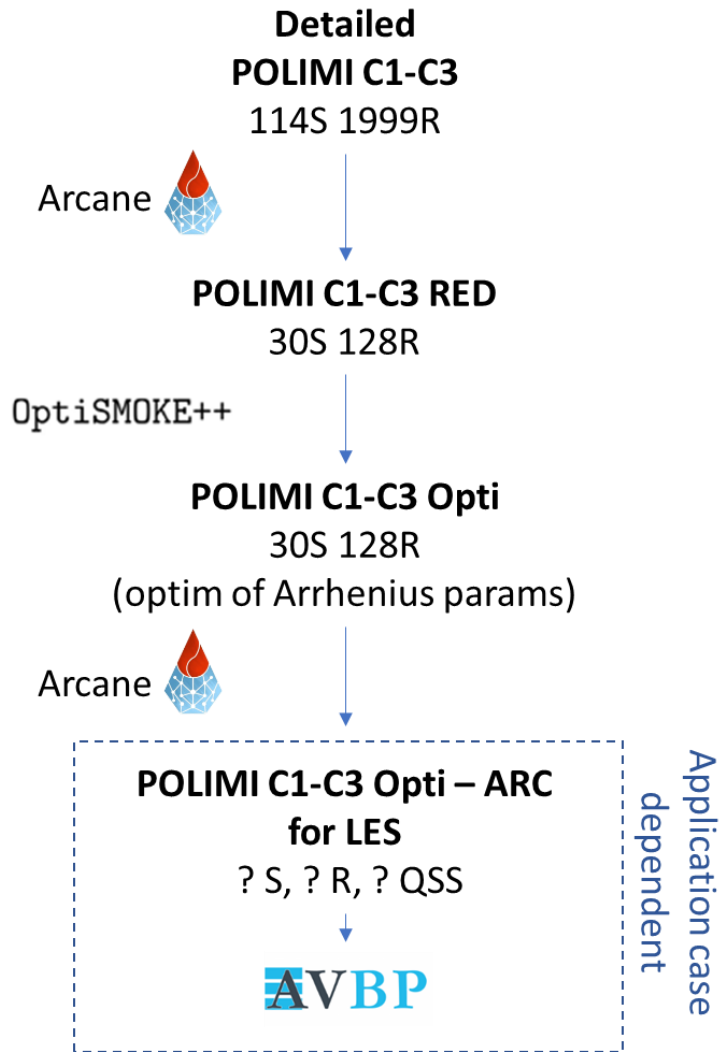 Detailed
POLIMI C1-C3
114S 1999R
Arcane
POLIMI C1-C3 RED
30S 128R
OptiSMOKE++
POLIMI C1-C3 Opti
30S 128R
(optim of Arrhenius params)
Arcane
POLIMI C1-C3 Opti – ARC
for LES
? S, ? R, ? QSS
AVBP
Application case
dependent